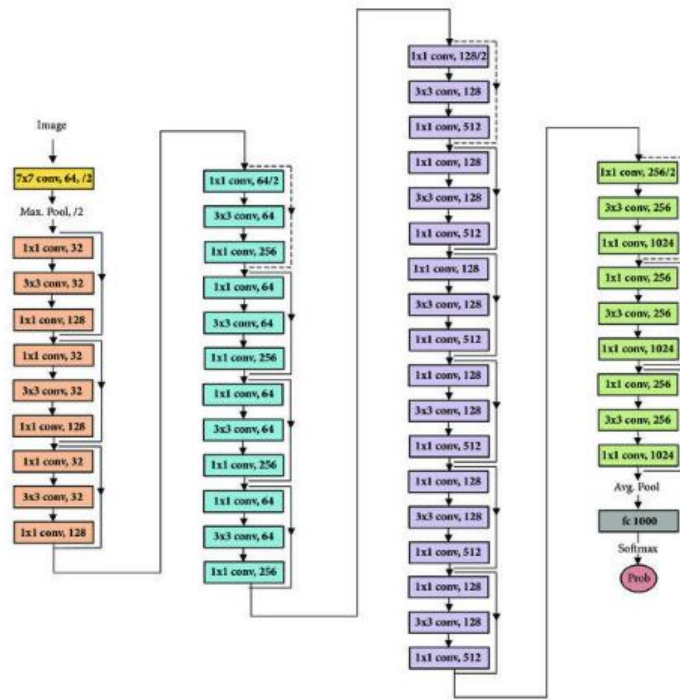 Image
7x7 conv, 64, /2
Max. Pool, /2
1x1 conv, 32
3x3 conv, 32
1x1 conv, 128
1x1 conv, 32
3x3 conv, 32
1x1 conv, 128
1x1 conv, 32
3x3 conv, 32
1x1 conv, 128
1x1 conv, 64/2
3x3 conv, 64
1x1 conv, 256
1x1 conv, 64
3x3 conv, 64
1x1 conv, 256
1x1 conv, 64
3x3 conv, 64
1x1 conv, 256
1x1 conv, 64
3x3 conv, 64
1x1 conv, 256
1x1 conv, 128/2
3x3 conv, 128
1x1 conv, 512
1x1 conv, 128
3x3 conv, 128
1x1 conv, 512
1x1 conv, 128
3x3 conv, 128
1x1 conv, 512
1x1 conv, 128
3x3 conv, 128
1x1 conv, 512
1x1 conv, 128
3x3 conv, 128
1x1 conv, 512
1x1 conv, 128
3x3 conv, 128
1x1 conv, 512
1x1 conv, 256/2
3x3 conv, 256
1x1 conv, 1024
1x1 conv, 256
3x3 conv, 256
1x1 conv, 1024
1x1 conv, 256
3x3 conv, 256
1x1 conv, 1024
Avg. Pool
fc 1000
Softmax
Prob